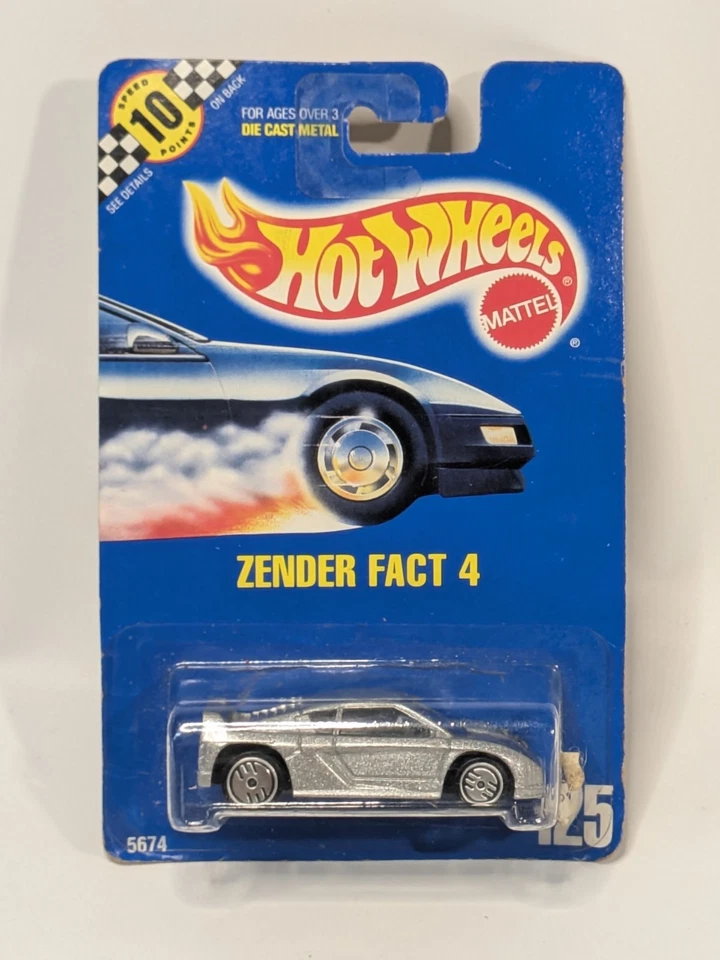 SPEED
10
POINTS
SEE DETAILS
ON BACK
FOR AGES OVER 3
DIE CAST METAL
HOT WHEELS
®
MATTEL
®
ZENDER FACT 4
5674
125